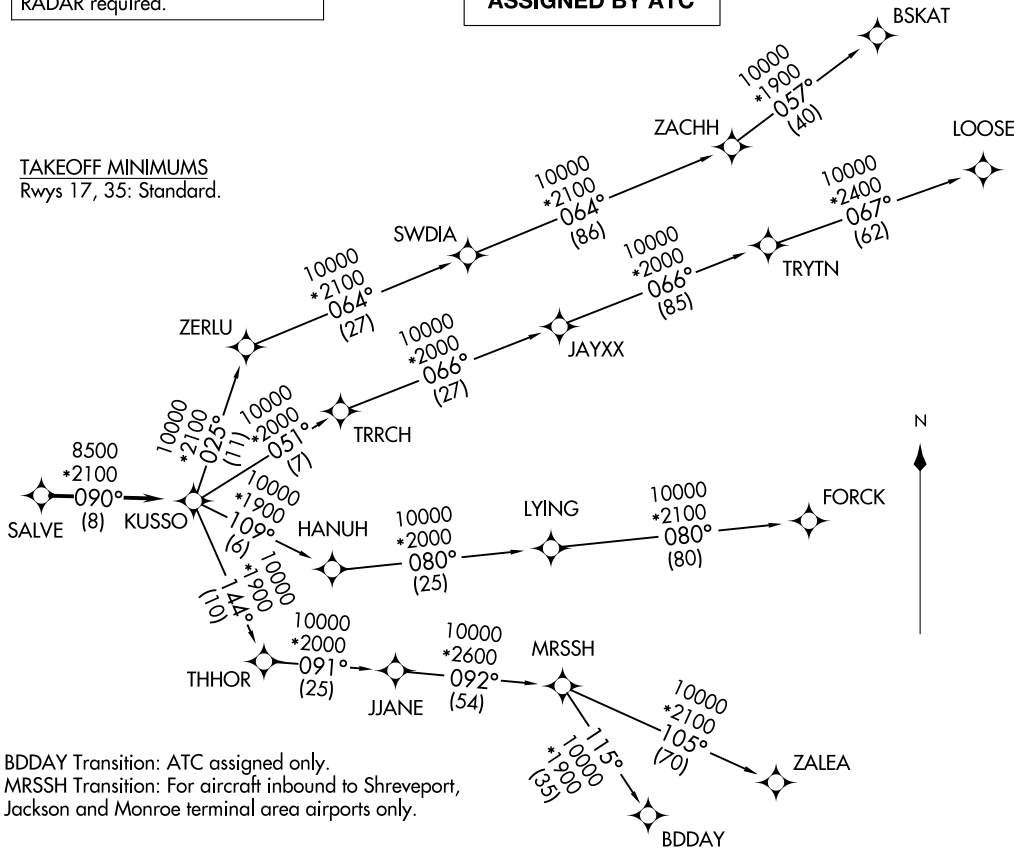 RADAR required.
ASSIGNED BY ATC
BSKAT
10000
*1900
057°
(40)
ZACHH
LOOSE
TAKEOFF MINIMUMS
Rwys 17, 35: Standard.
10000
*2100
064°
(86)
10000
*2400
067°
(62)
SWDIA
10000
*2100
064°
(27)
10000
*2000
066°
(85)
TRYTN
ZERLU
10000
*2000
066°
(27)
JAYXX
10000
*2100
025°
(11)
10000
*2000
051°
(7)
TRRCH
N
8500
*2100
090°
(8)
SALVE
KUSSO
10000
*1900
109°
(6)
HANUH
10000
*2000
080°
(25)
LYING
10000
*2100
080°
(80)
FORCK
10000
*1900
144°
(10)
THHOR
10000
*2000
091°
(25)
JJANE
10000
*2600
092°
(54)
MRSSH
10000
*2100
105°
(70)
ZALEA
115°
10000
*1900
(35)
BDDAY
BDDAY Transition: ATC assigned only.
MRSSH Transition: For aircraft inbound to Shreveport,
Jackson and Monroe terminal area airports only.